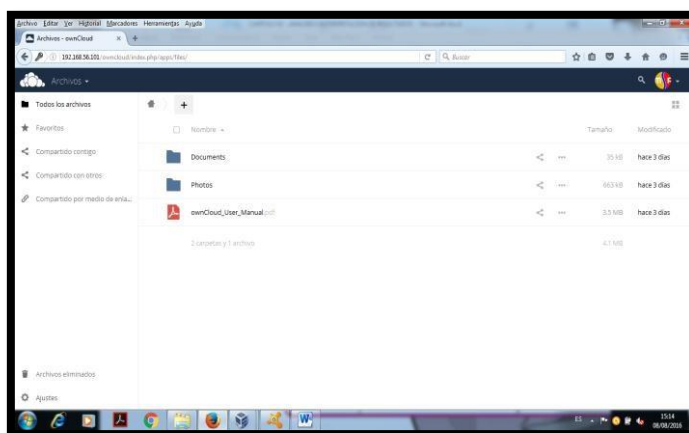 Archivo Editar Ver Historial Marcadores Herramientas Ayuda
Archivos - ownCloud × +
192.168.56.101/owncloud/index.php/apps/files/ Buscar
Archivos
Todos los archivos +
Favoritos Nombre Tamaño Modificado
Compartido contigo Documents 35 kB hace 3 días
Compartido con otros Photos 663 kB hace 3 días
Compartido por medio de enla... ownCloud_User_Manual.pdf 3.5 MB hace 3 días
2 carpetas y 1 archivo 4.1 MB
Archivos eliminados
Ajustes
ES 15:14
08/08/2016